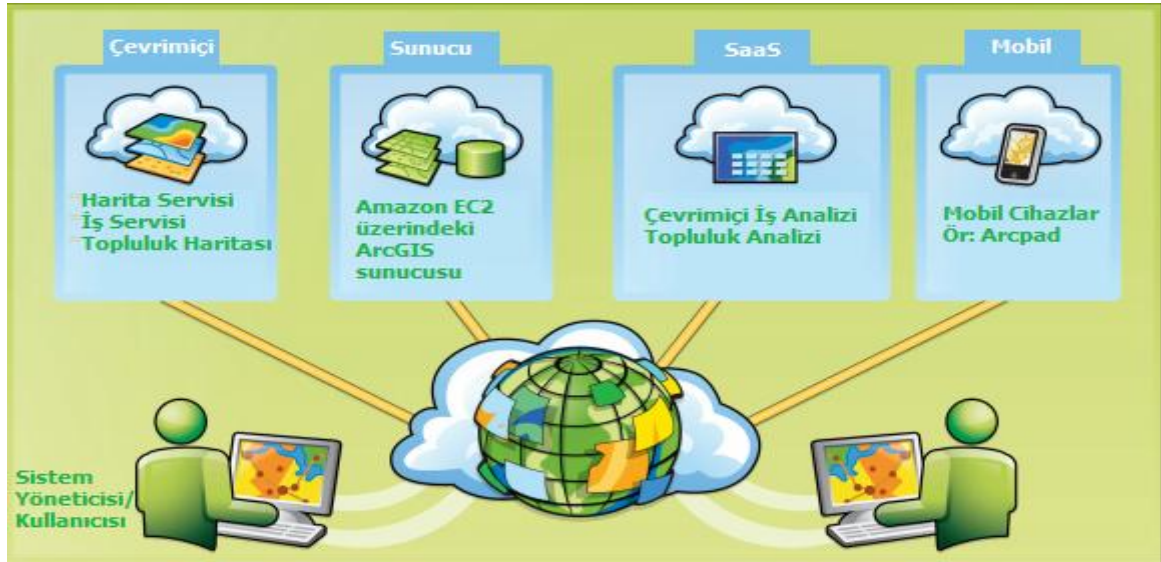 Çevrimiçi
Harita Servisi
İş Servisi
Topluluk Haritası
Sunucu
Amazon EC2
üzerindeki
ArcGIS
sunucusu
SaaS
Çevrimiçi İş Analizi
Topluluk Analizi
Mobil
Mobil Cihazlar
Ör: Arcpad
Sistem
Yöneticisi/
Kullanıcısı